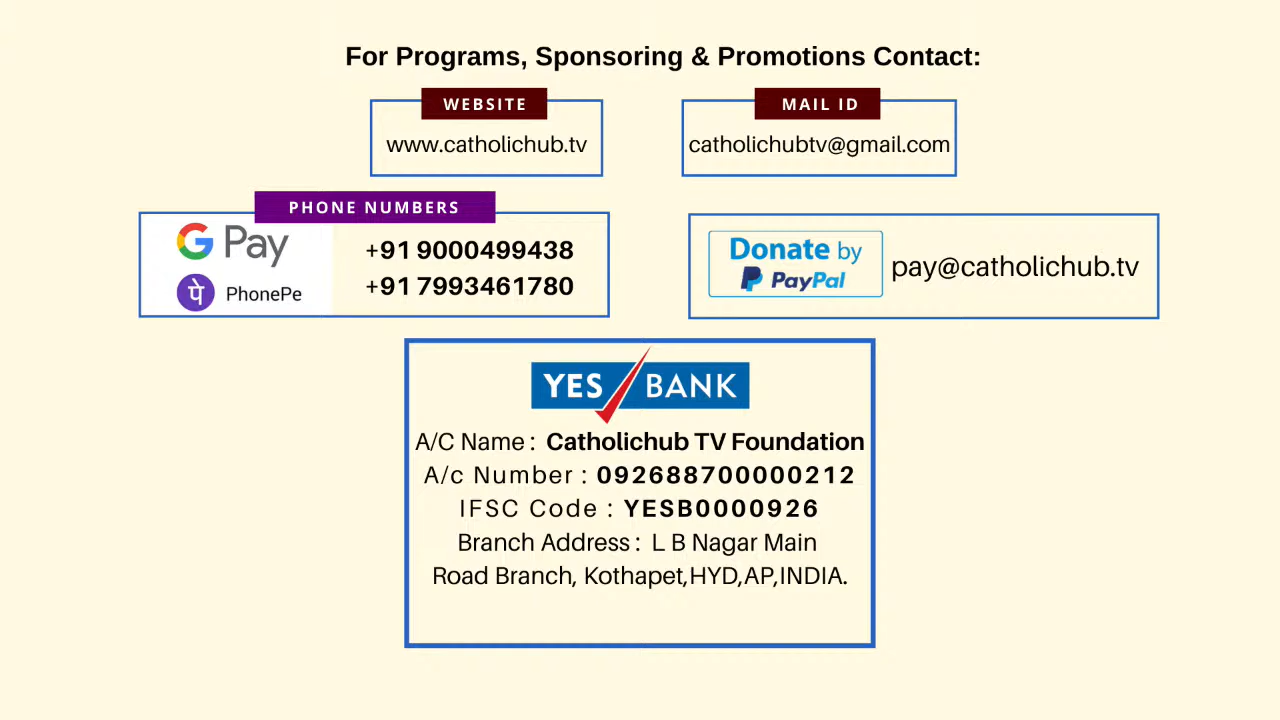 For Programs, Sponsoring & Promotions Contact:
WEBSITE
www.catholichub.tv
MAIL ID
catholichubtv@gmail.com
PHONE NUMBERS
G Pay
+91 9000499438
पे PhonePe
+91 7993461780
Donate by
PayPal
pay@catholichub.tv
YES BANK
A/C Name : Catholichub TV Foundation
A/c Number : 092688700000212
IFSC Code : YESB0000926
Branch Address : L B Nagar Main
Road Branch, Kothapet,HYD,AP,INDIA.